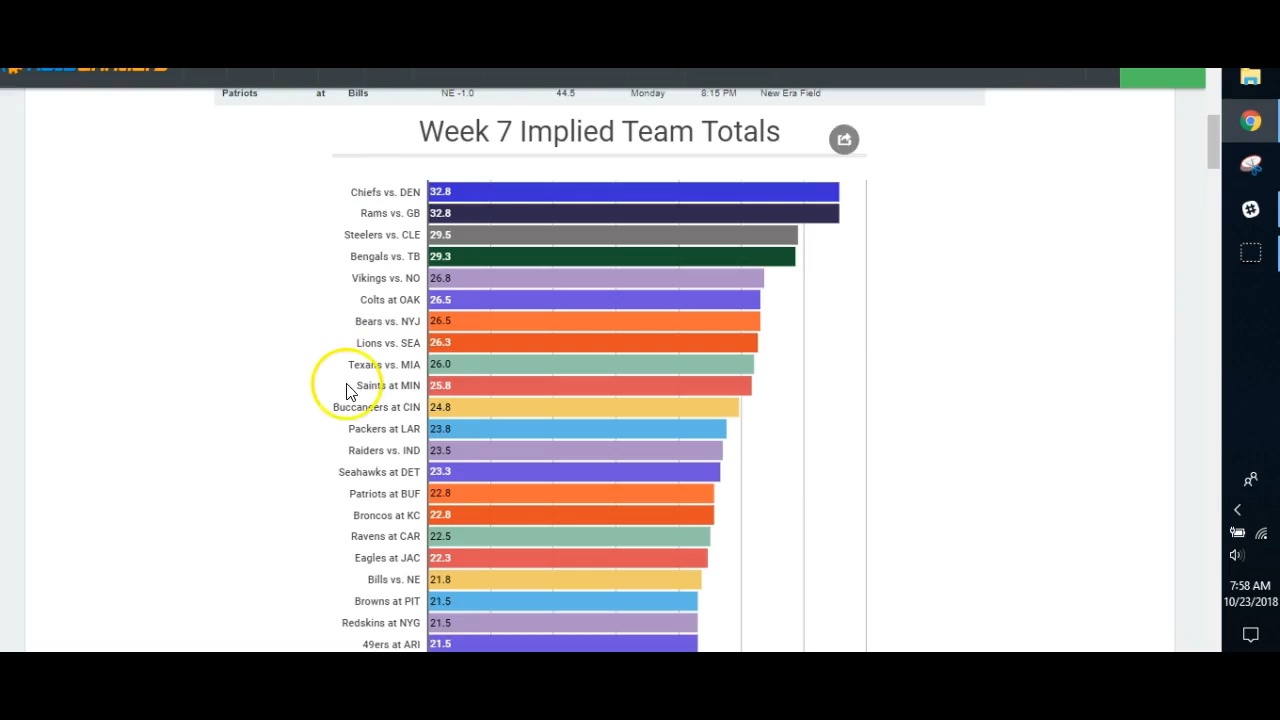 Patriots at Bills NE -1.0 44.5 Monday 8:15 PM New Era Field
Week 7 Implied Team Totals
Chiefs vs. DEN 32.8
Rams vs. GB 32.8
Steelers vs. CLE 29.5
Bengals vs. TB 29.3
Vikings vs. NO 26.8
Colts at OAK 26.5
Bears vs. NYJ 26.5
Lions vs. SEA 26.3
Texans vs. MIA 26.0
Saints at MIN 25.8
Buccaneers at CIN 24.8
Packers at LAR 23.8
Raiders vs. IND 23.5
Seahawks at DET 23.3
Patriots at BUF 22.8
Broncos at KC 22.8
Ravens at CAR 22.5
Eagles at JAC 22.3
Bills vs. NE 21.8
Browns at PIT 21.5
Redskins at NYG 21.5
49ers at ARI 21.5
7:58 AM
10/23/2018